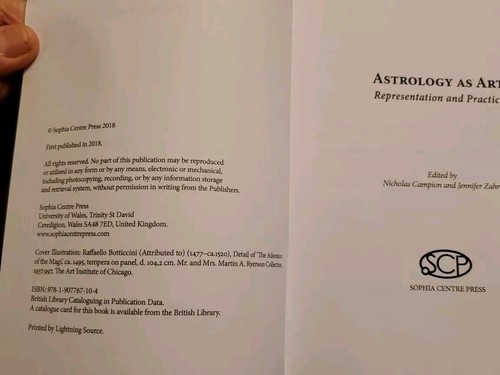 © Sophia Centre Press 2018
First published in 2018.
All rights reserved. No part of this publication may be reproduced
or utilised in any form or by any means, electronic or mechanical,
including photocopying, recording, or by any information storage
and retrieval system, without permission in writing from the Publishers.
Sophia Centre Press
University of Wales, Trinity St David
Ceredigion, Wales SA48 7ED, United Kingdom.
www.sophiacentrepress.com
Cover Illustration: Raffaello Botticcini (Attributed to) (1477–ca.1520), Detail of 'The Adoration
of the Magi', ca. 1495, tempera on panel, d. 104.2 cm. Mr. and Mrs. Martin A. Ryerson Collection,
1937.997. The Art Institute of Chicago.
ISBN: 978-1-907767-10-4
British Library Cataloguing in Publication Data.
A catalogue card for this book is available from the British Library.
Printed by Lightning Source.
ASTROLOGY AS ART
Representation and Practic
Edited by
Nicholas Campion and Jennifer Zahr
SCP
SOPHIA CENTRE PRESS